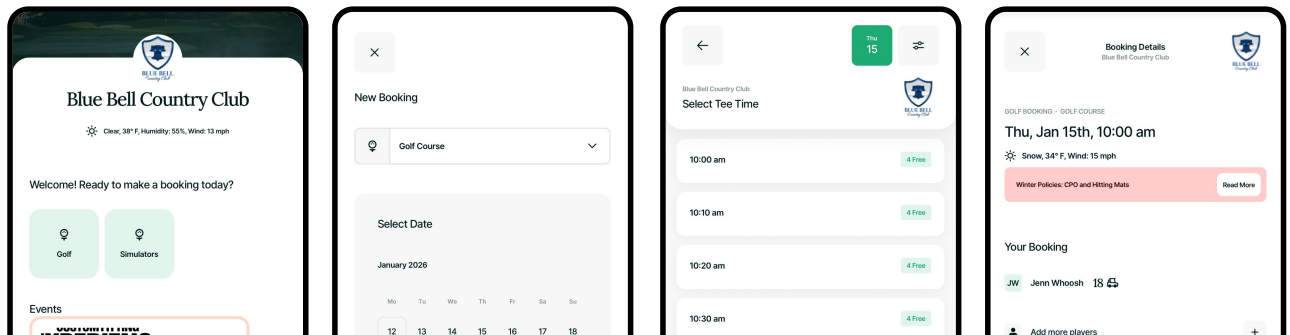 BLUE BELL
Country Club
Blue Bell Country Club
Clear, 38° F, Humidity: 55%, Wind: 13 mph
Welcome! Ready to make a booking today?
Golf
Simulators
Events
New Booking
Golf Course
Select Date
January 2026
Mo Tu We Th Fr Sa Su
12 13 14 15 16 17 18
Thu
15
Blue Bell Country Club
Select Tee Time
BLUE BELL
Country Club
10:00 am 4 Free
10:10 am 4 Free
10:20 am 4 Free
10:30 am 4 Free
Booking Details
Blue Bell Country Club
BLUE BELL
Country Club
GOLF BOOKING · GOLF COURSE
Thu, Jan 15th, 10:00 am
Snow, 34° F, Wind: 15 mph
Winter Policies: CPO and Hitting Mats Read More
Your Booking
JW Jenn Whoosh 18
Add more players +